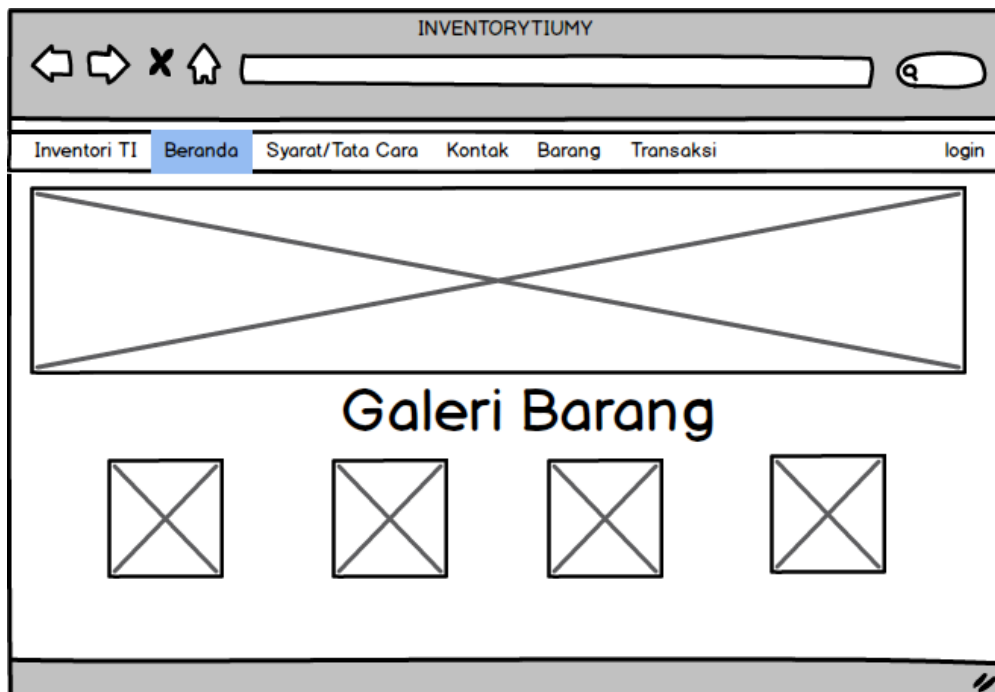 INVENTORYTIUMY
Inventori TI Beranda Syarat/Tata Cara Kontak Barang Transaksi login
Galeri Barang